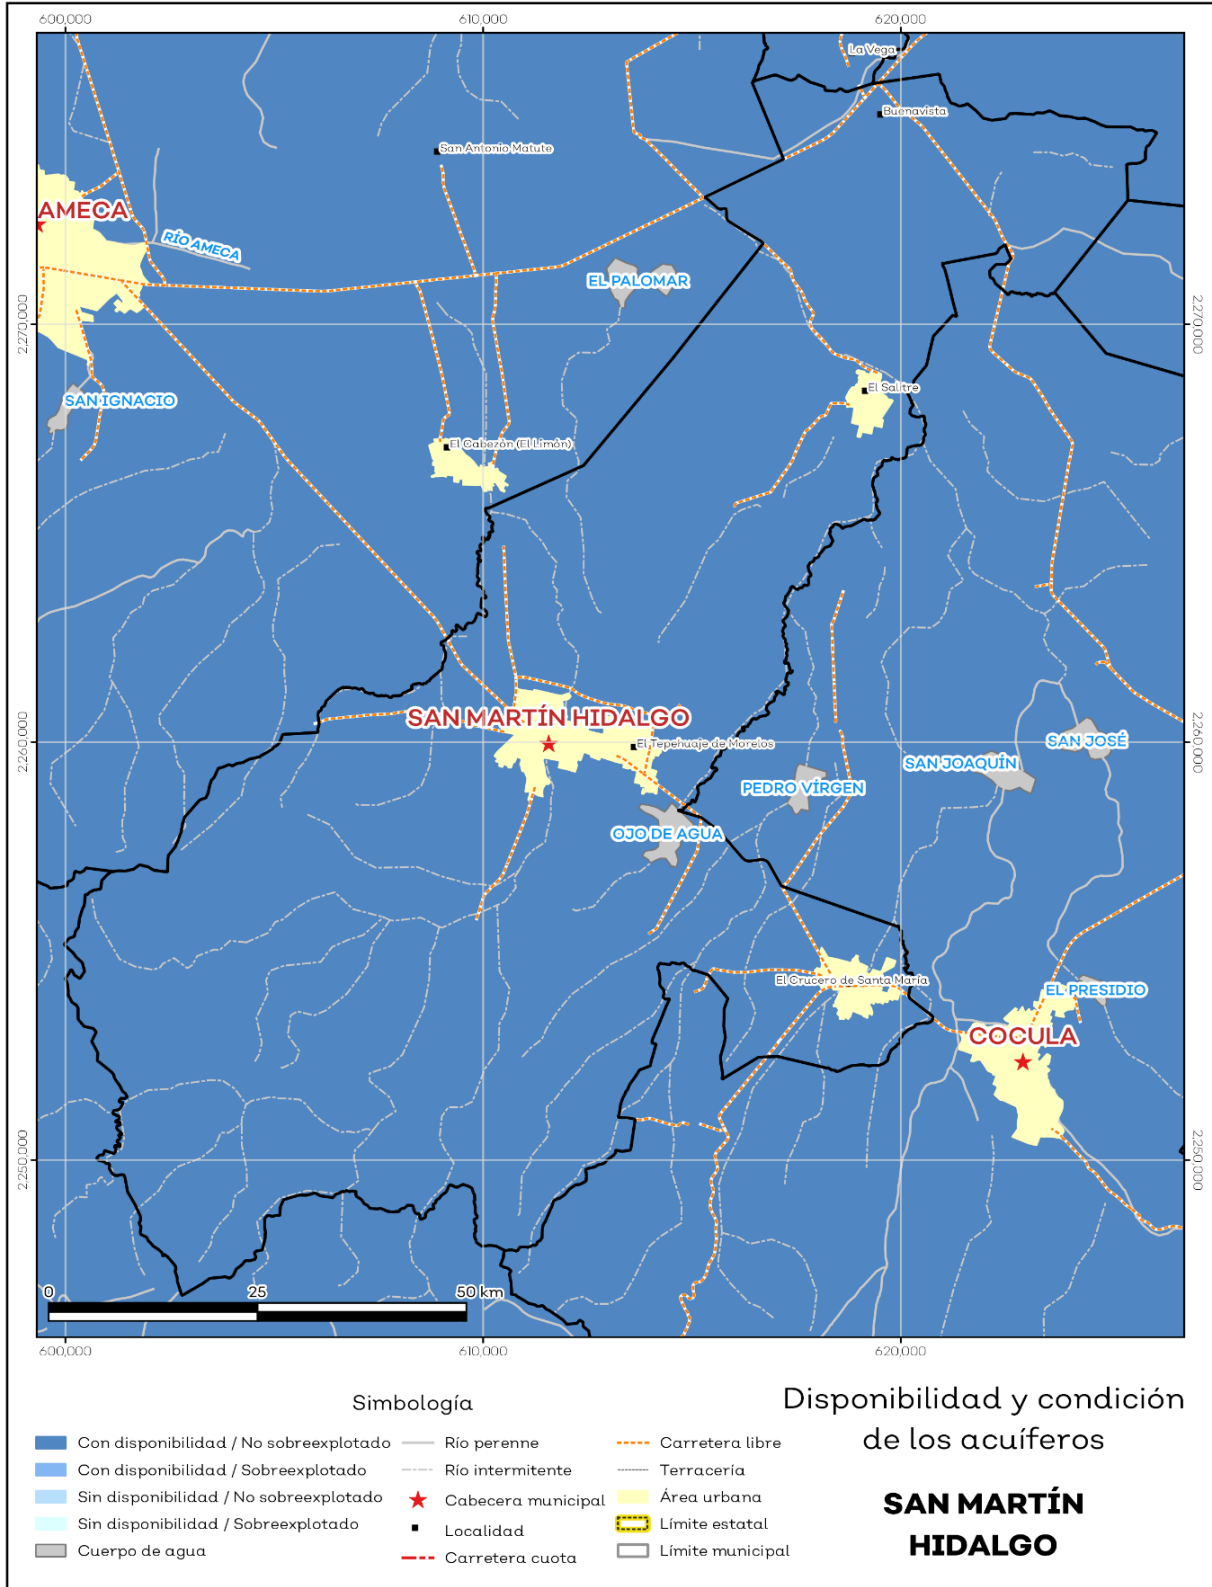 600,000
610,000
620,000
La Vega
Buenavista
San Antonio Matute
AMECA
RÍO AMECA
EL PALOMAR
2,270,000
2,270,000
SAN IGNACIO
El Salitre
El Cabezón (El Limón)
SAN MARTÍN HIDALGO
El Tepehuaje de Morelos
2,260,000
2,260,000
SAN JOSÉ
SAN JOAQUÍN
PEDRO VÍRGEN
OJO DE AGUA
El Crucero de Santa María
EL PRESIDIO
COCULA
2,250,000
2,250,000
0
25
50 km
600,000
610,000
620,000
Simbología
Con disponibilidad / No sobreexplotado
Con disponibilidad / Sobreexplotado
Sin disponibilidad / No sobreexplotado
Sin disponibilidad / Sobreexplotado
Cuerpo de agua
Río perenne
Río intermitente
Cabecera municipal
Localidad
Carretera cuota
Carretera libre
Terracería
Área urbana
Límite estatal
Límite municipal
Disponibilidad y condición
de los acuíferos
SAN MARTÍN
HIDALGO